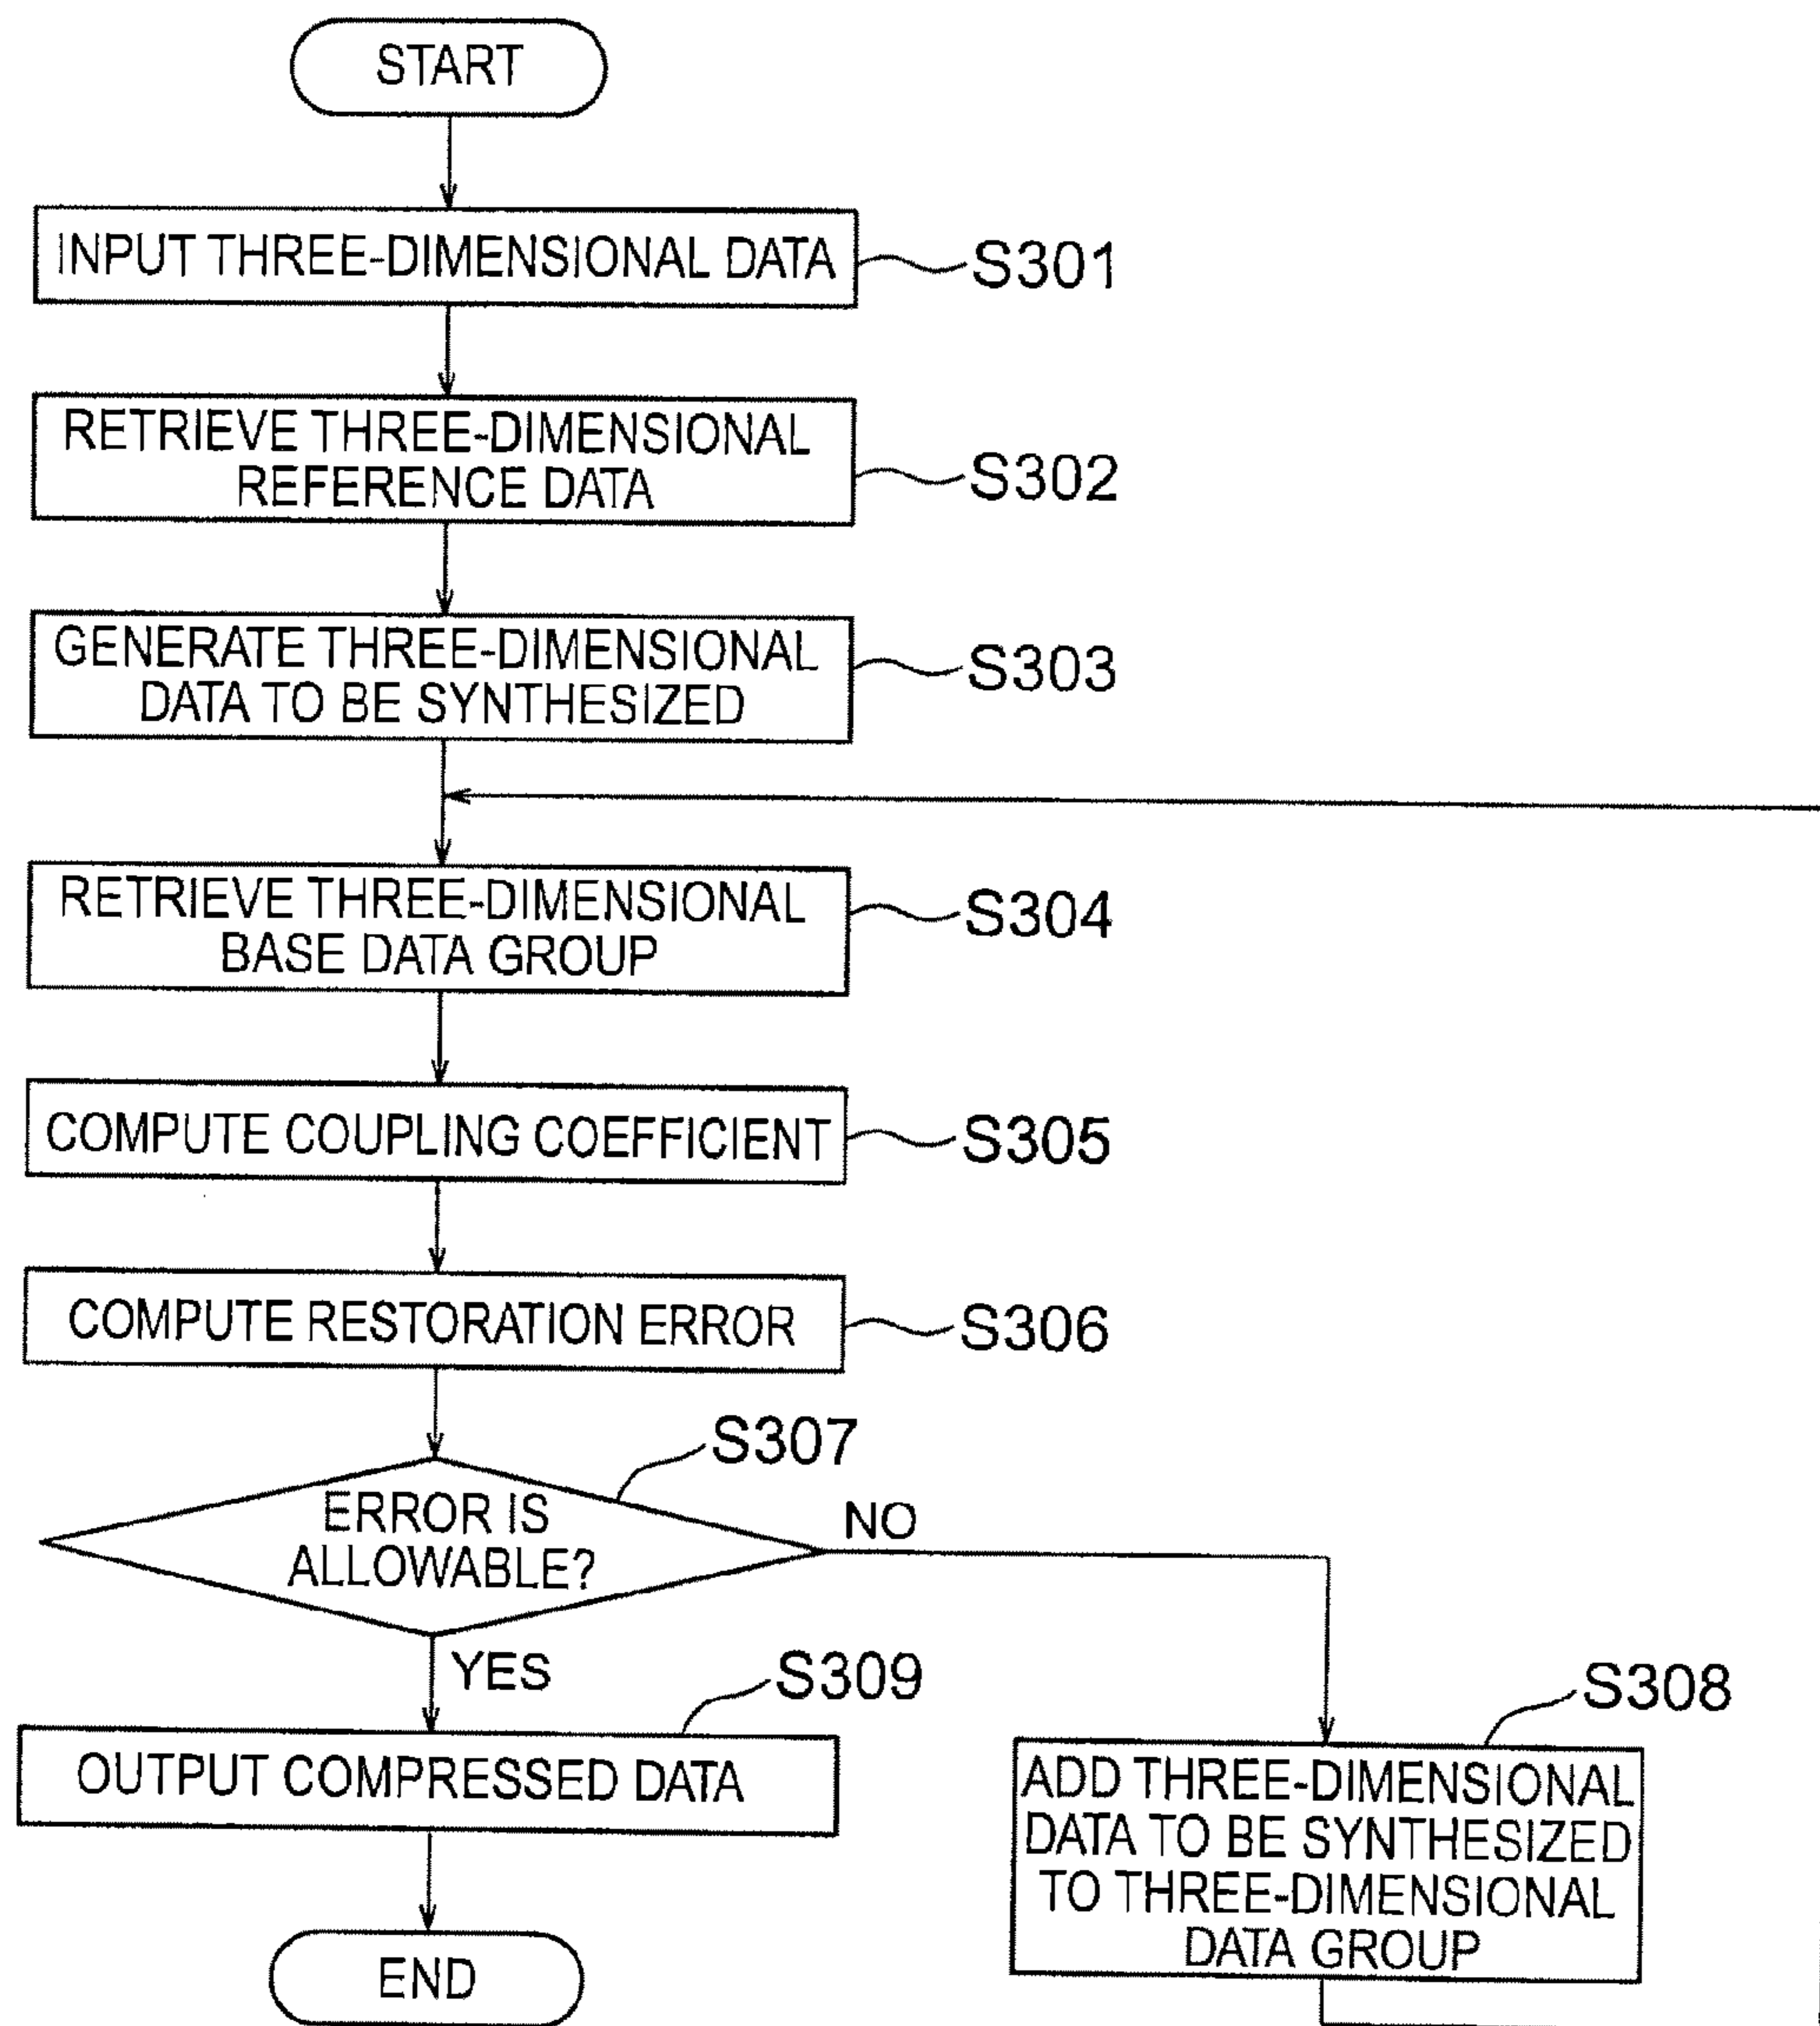 START
INPUT THREE-DIMENSIONAL DATA
S301
RETRIEVE THREE-DIMENSIONAL
REFERENCE DATA
S302
GENERATE THREE-DIMENSIONAL
DATA TO BE SYNTHESIZED
S303
RETRIEVE THREE-DIMENSIONAL
BASE DATA GROUP
S304
COMPUTE COUPLING COEFFICIENT
S305
COMPUTE RESTORATION ERROR
S306
S307
ERROR IS
ALLOWABLE?
NO
YES
S309
OUTPUT COMPRESSED DATA
S308
ADD THREE-DIMENSIONAL
DATA TO BE SYNTHESIZED
TO THREE-DIMENSIONAL
DATA GROUP
END